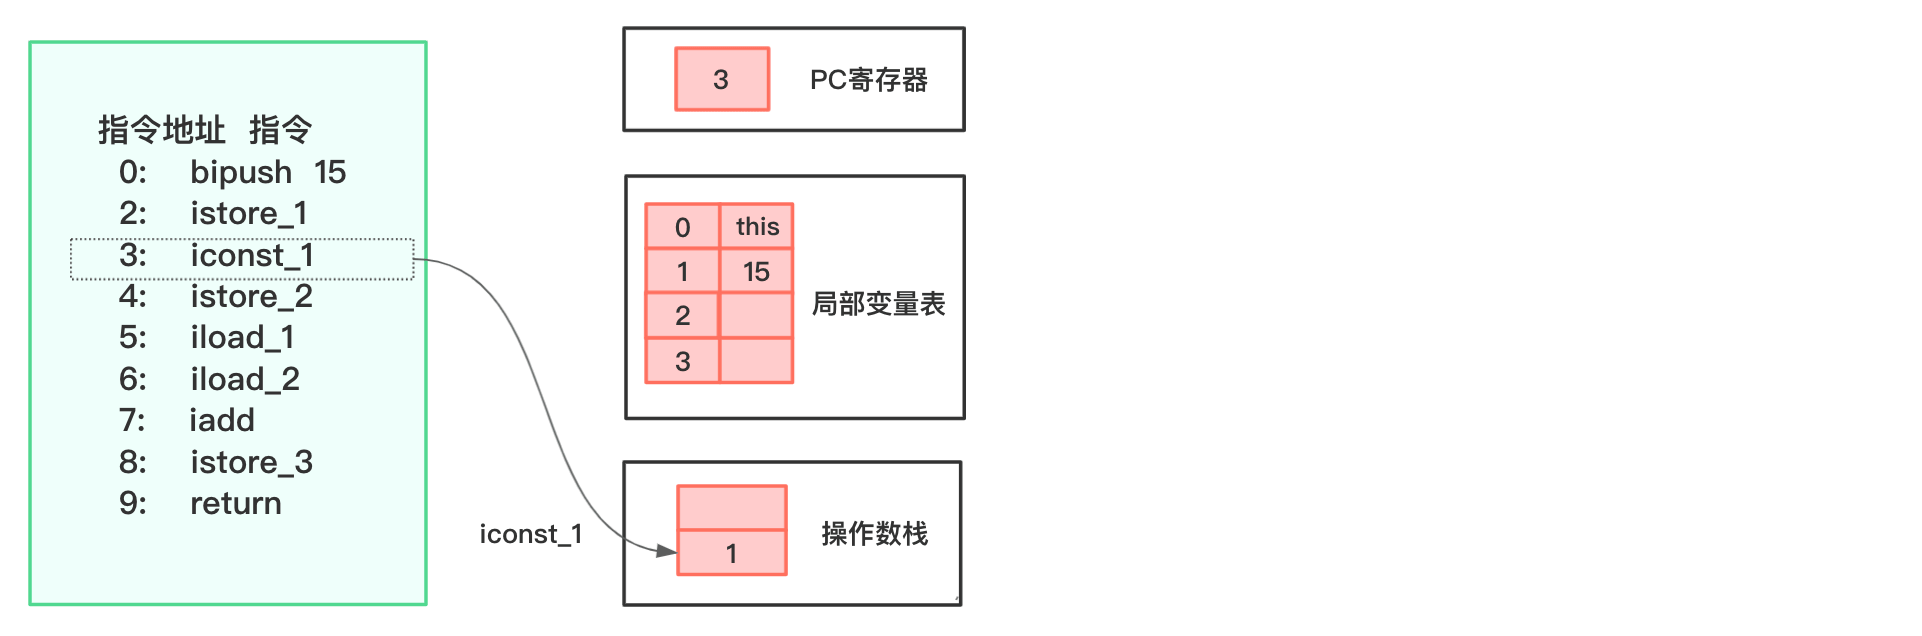 指令地址 指令
0: bipush 15
2: istore_1
3: iconst_1
4: istore_2
5: iload_1
6: iload_2
7: iadd
8: istore_3
9: return
3 PC寄存器
0 this
1 15
2
3
局部变量表
iconst_1
1
操作数栈